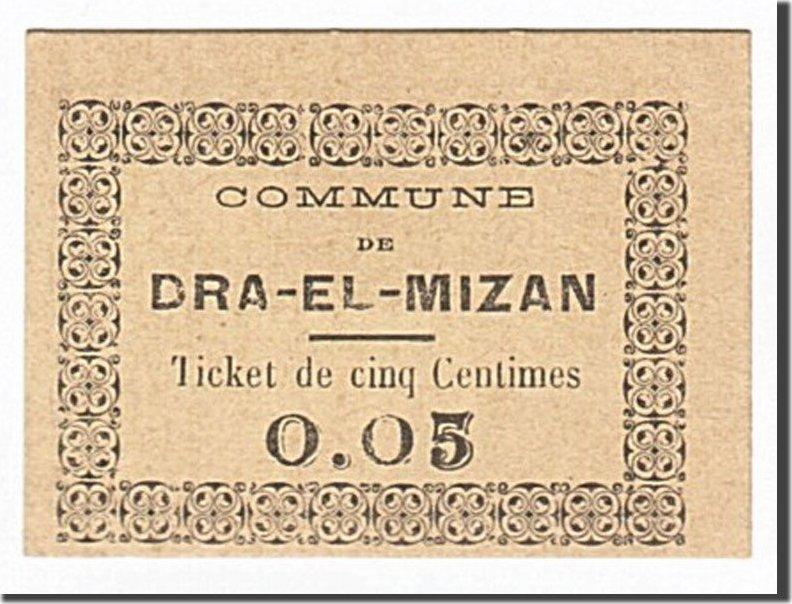 COMMUNE
DE
DRA-EL-MIZAN
Ticket de cinq Centimes
0.05